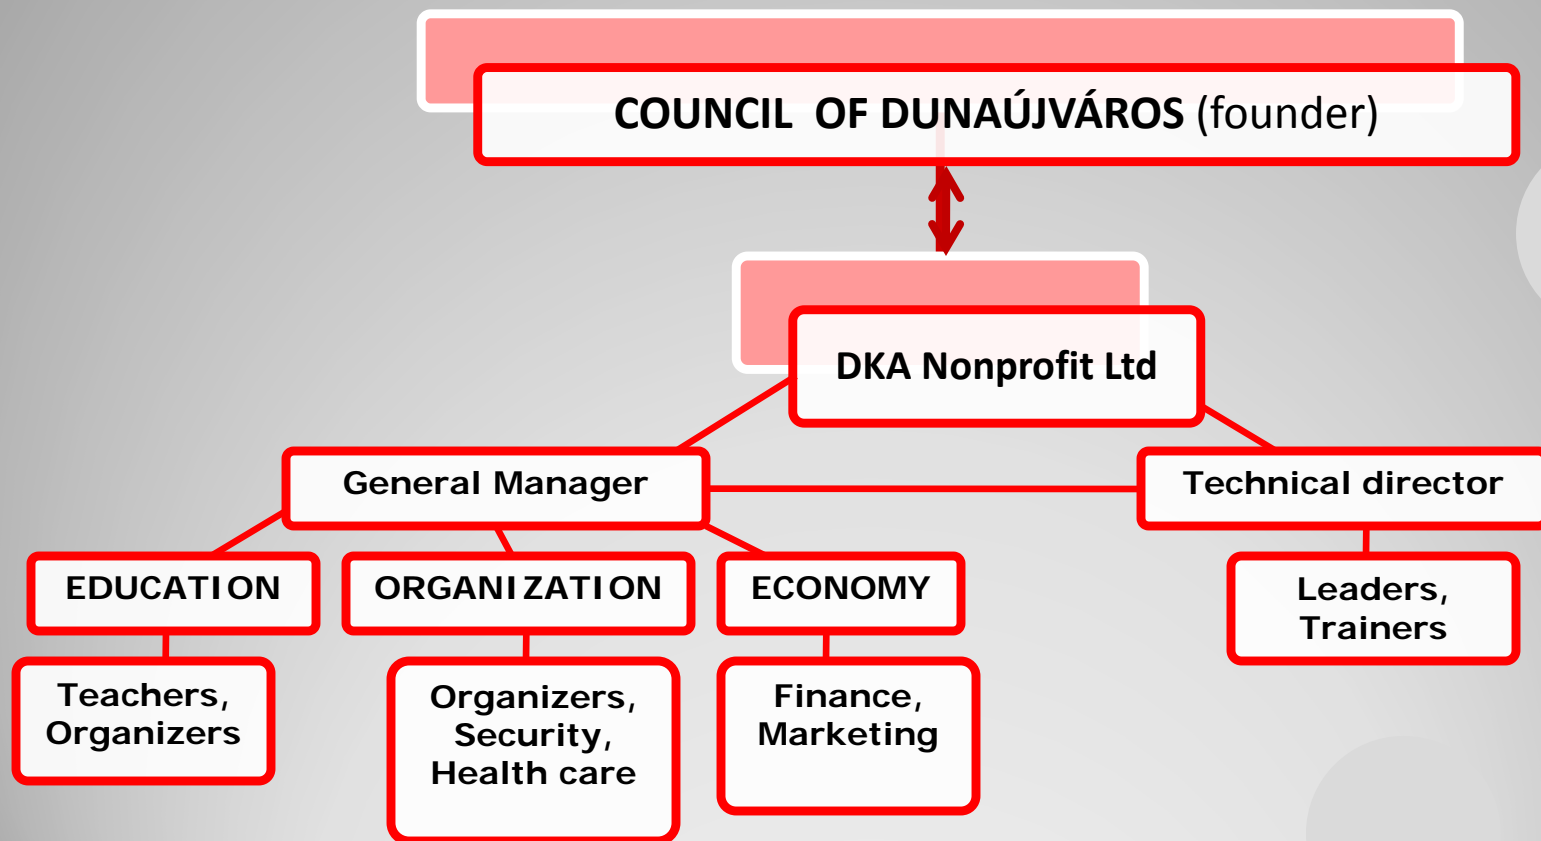 COUNCIL OF DUNAÚJVÁROS (founder)
DKA Nonprofit Ltd
General Manager
Technical director
EDUCATION
ORGANIZATION
ECONOMY
Leaders,
Trainers
Teachers,
Organizers
Organizers,
Security,
Health care
Finance,
Marketing